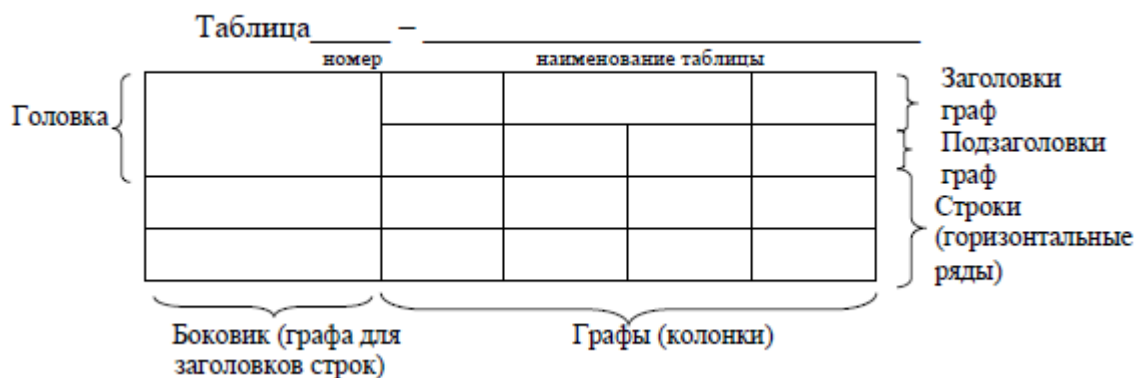 Таблица_____ – _______________________________
номер наименование таблицы
Заголовки
граф
Головка
Подзаголовки
граф
Строки
(горизонтальные
ряды)
Боковик (графа для
заголовков строк)
Графы (колонки)